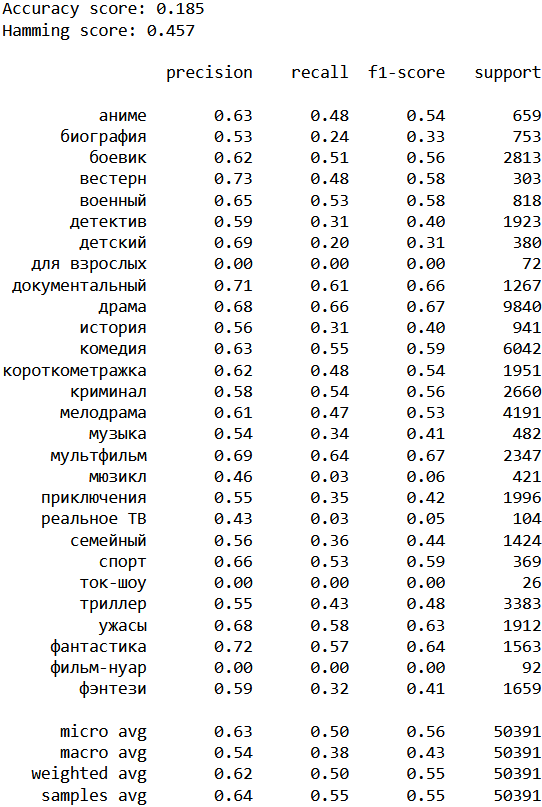 Accuracy score: 0.185
Hamming score: 0.457
precision recall f1-score support
аниме 0.63 0.48 0.54 659
биография 0.53 0.24 0.33 753
боевик 0.62 0.51 0.56 2813
вестерн 0.73 0.48 0.58 303
военный 0.65 0.53 0.58 818
детектив 0.59 0.31 0.40 1923
детский 0.69 0.20 0.31 380
для взрослых 0.00 0.00 0.00 72
документальный 0.71 0.61 0.66 1267
драма 0.68 0.66 0.67 9840
история 0.56 0.31 0.40 941
комедия 0.63 0.55 0.59 6042
короткометражка 0.62 0.48 0.54 1951
криминал 0.58 0.54 0.56 2660
мелодрама 0.61 0.47 0.53 4191
музыка 0.54 0.34 0.41 482
мультфильм 0.69 0.64 0.67 2347
мюзикл 0.46 0.03 0.06 421
приключения 0.55 0.35 0.42 1996
реальное ТВ 0.43 0.03 0.05 104
семейный 0.56 0.36 0.44 1424
спорт 0.66 0.53 0.59 369
ток-шоу 0.00 0.00 0.00 26
триллер 0.55 0.43 0.48 3383
ужасы 0.68 0.58 0.63 1912
фантастика 0.72 0.57 0.64 1563
фильм-нуар 0.00 0.00 0.00 92
фэнтези 0.59 0.32 0.41 1659
micro avg 0.63 0.50 0.56 50391
macro avg 0.54 0.38 0.43 50391
weighted avg 0.62 0.50 0.55 50391
samples avg 0.64 0.55 0.55 50391